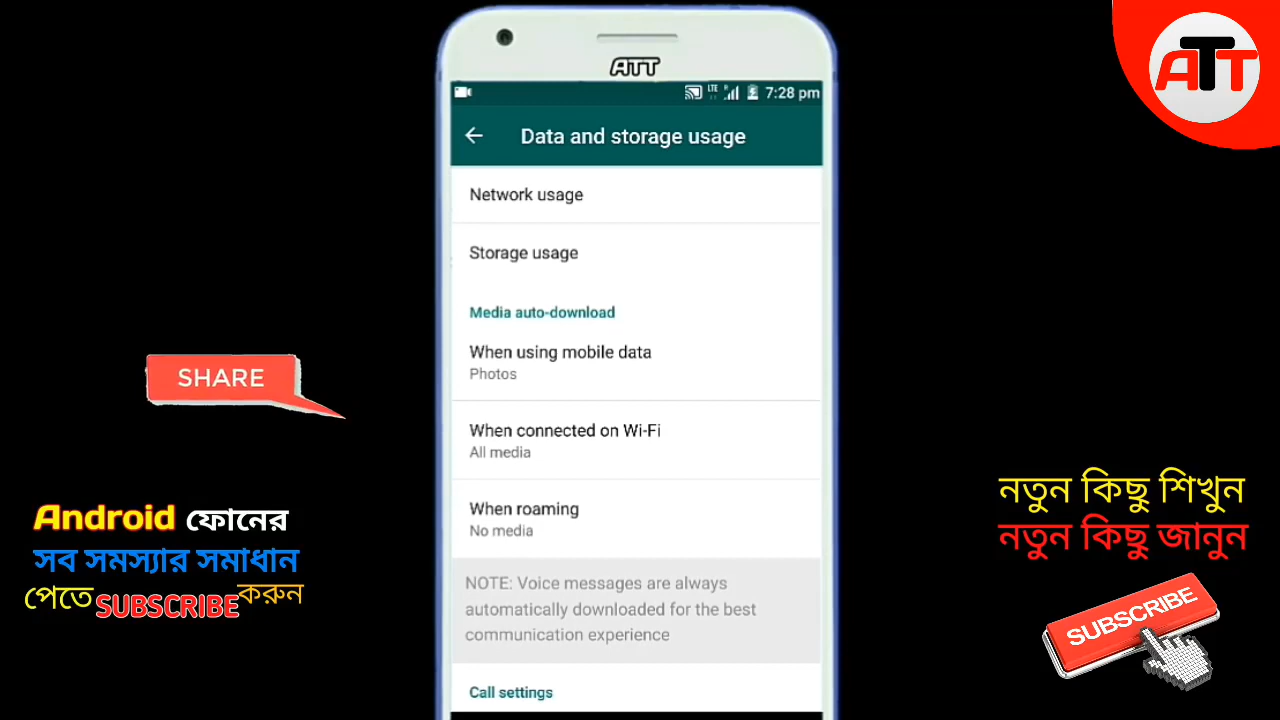 ATT
ATT
LTE
7:28 pm
Data and storage usage
Network usage
Storage usage
Media auto-download
When using mobile data
Photos
When connected on Wi-Fi
All media
When roaming
No media
NOTE: Voice messages are always
automatically downloaded for the best
communication experience
Call settings
SHARE
Android ফোনের
সব সমস্যার সমাধান
পেতে SUBSCRIBE করুন
নতুন কিছু শিখুন
নতুন কিছু জানুন
SUBSCRIBE